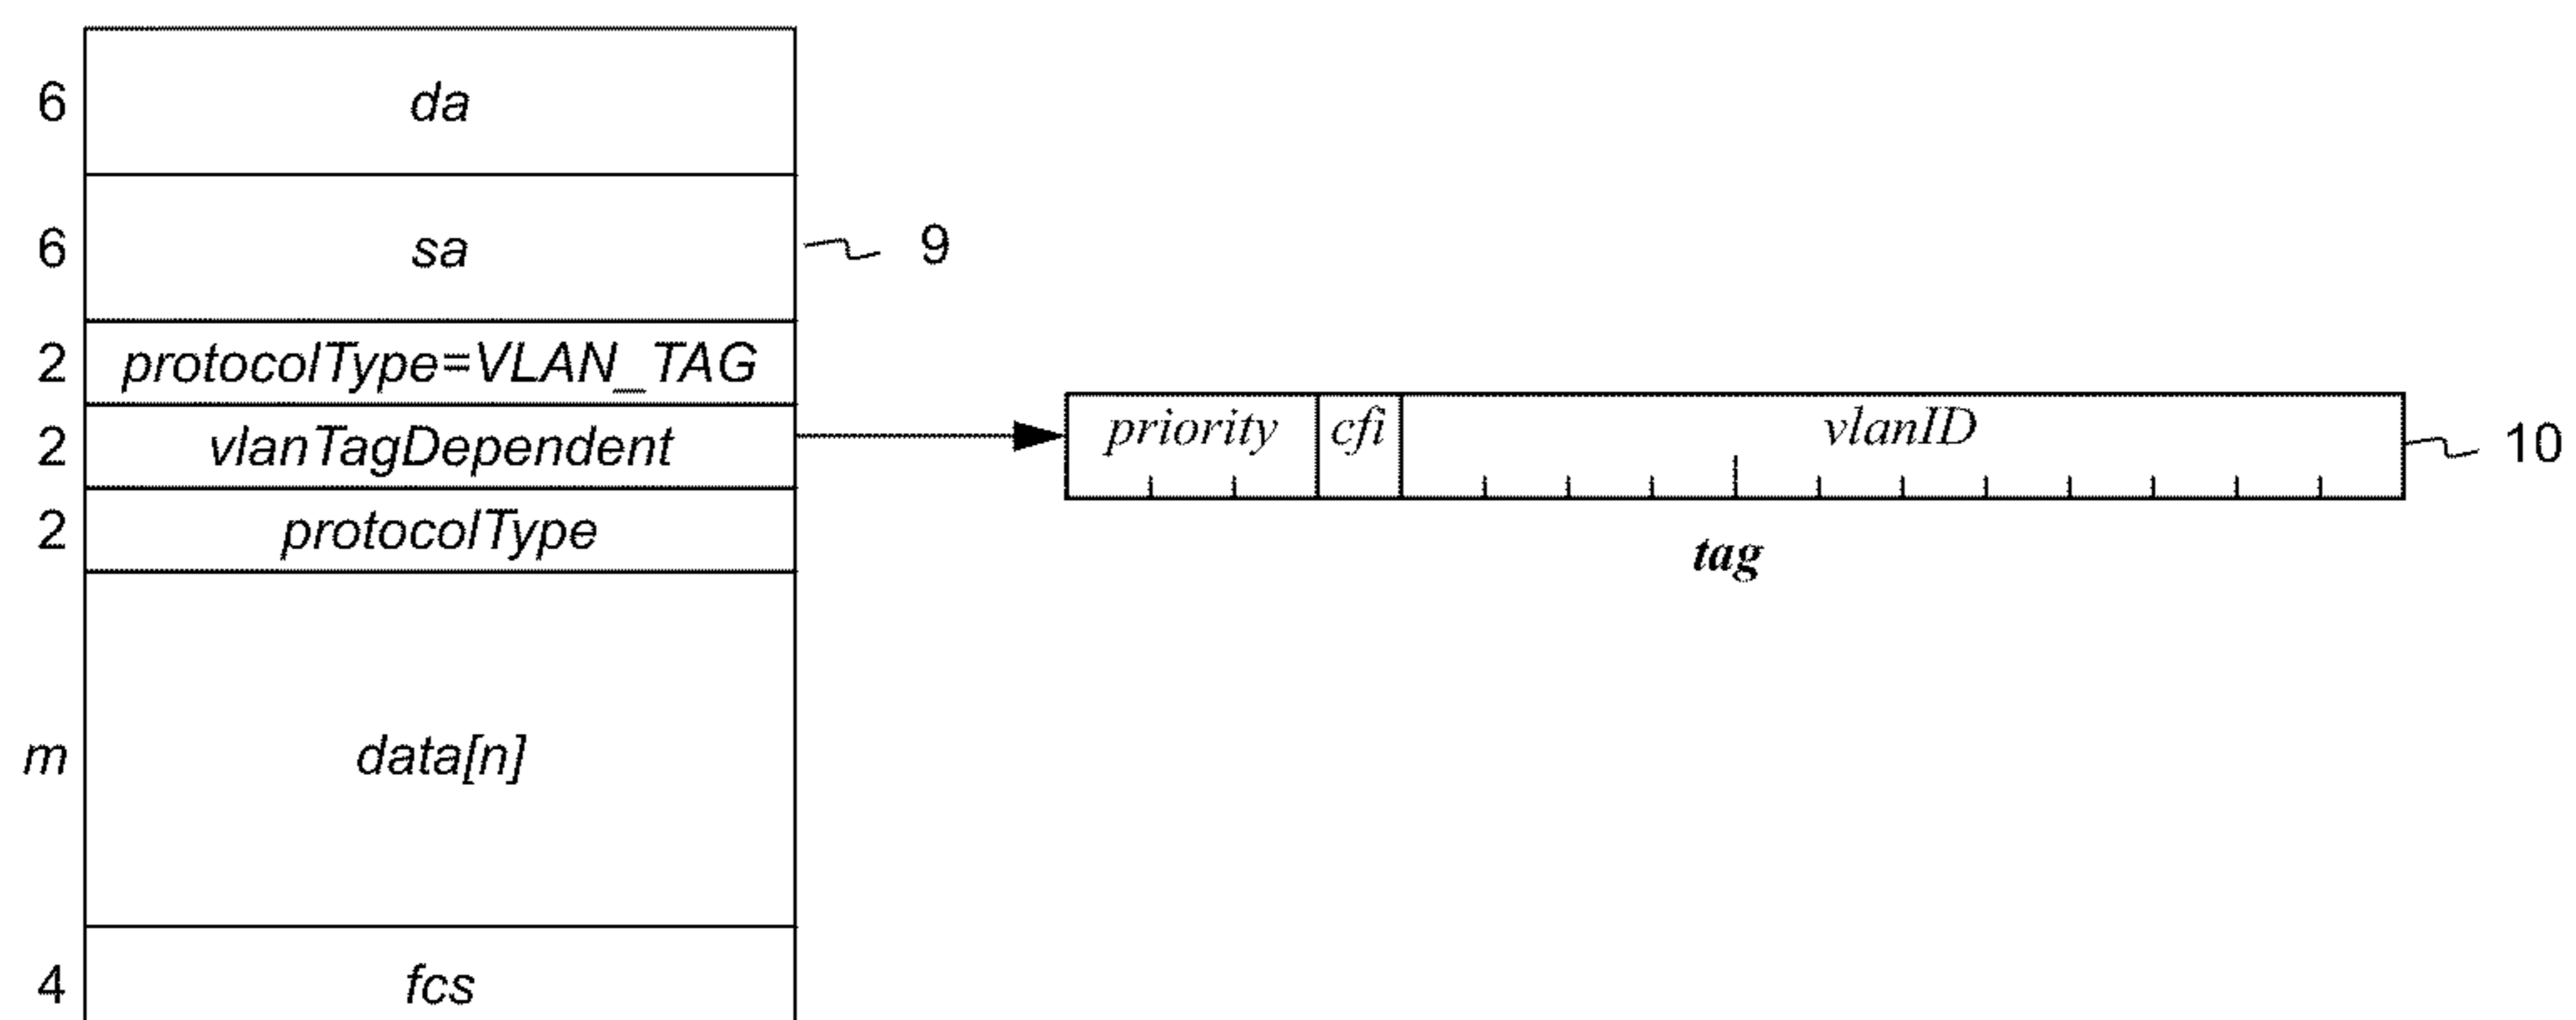 6 da
6 sa 9
2 protocolType=VLAN_TAG
2 vlanTagDependent priority cfi vlanID 10
2 protocolType tag
m data[n]
4 fcs